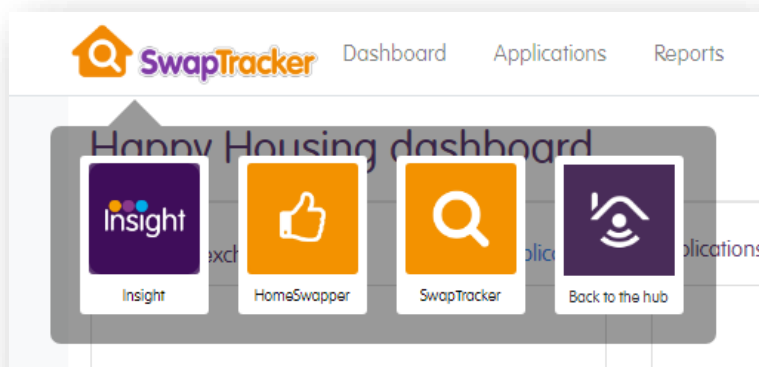 SwapTracker Dashboard Applications Reports
Happy Housing dashboard
Insight
Insight HomeSwapper SwapTracker Back to the hub